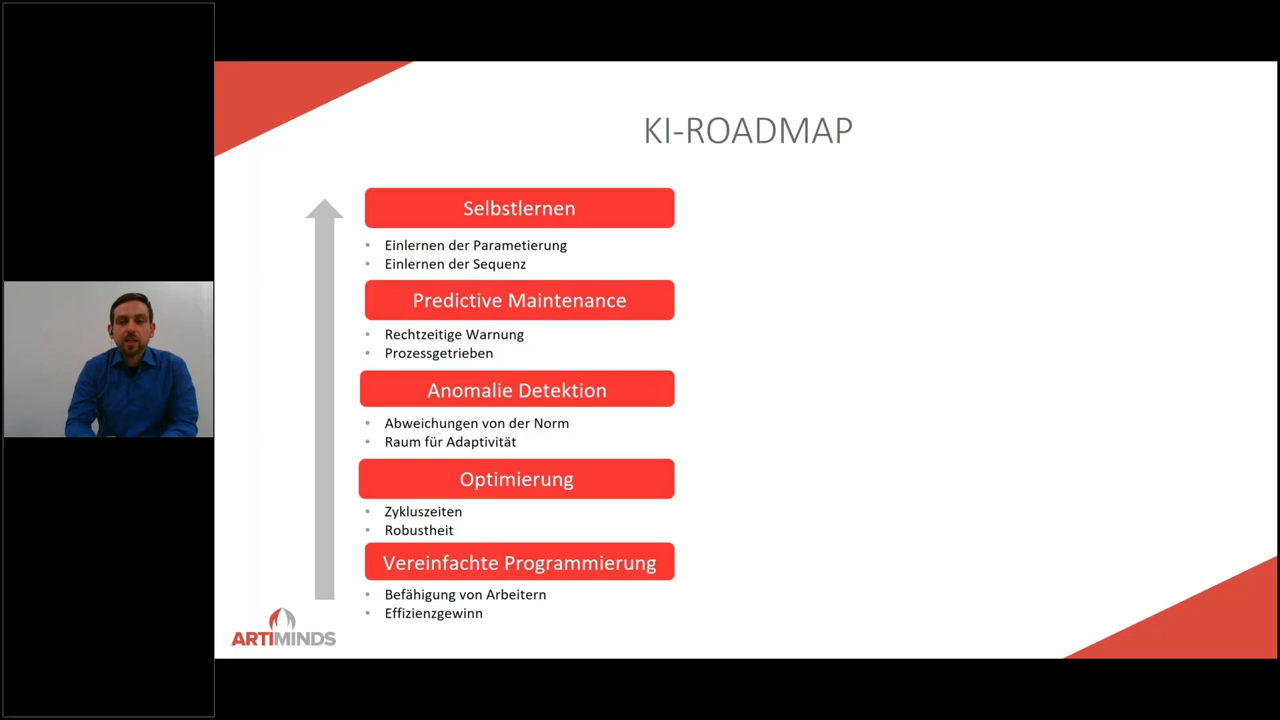 KI-ROADMAP
Selbstlernen
• Einlernen der Parametierung
• Einlernen der Sequenz
Predictive Maintenance
• Rechtzeitige Warnung
• Prozessgetrieben
Anomalie Detektion
• Abweichungen von der Norm
• Raum für Adaptivität
Optimierung
• Zykluszeiten
• Robustheit
Vereinfachte Programmierung
• Befähigung von Arbeitern
• Effizienzgewinn
ARTIMINDS